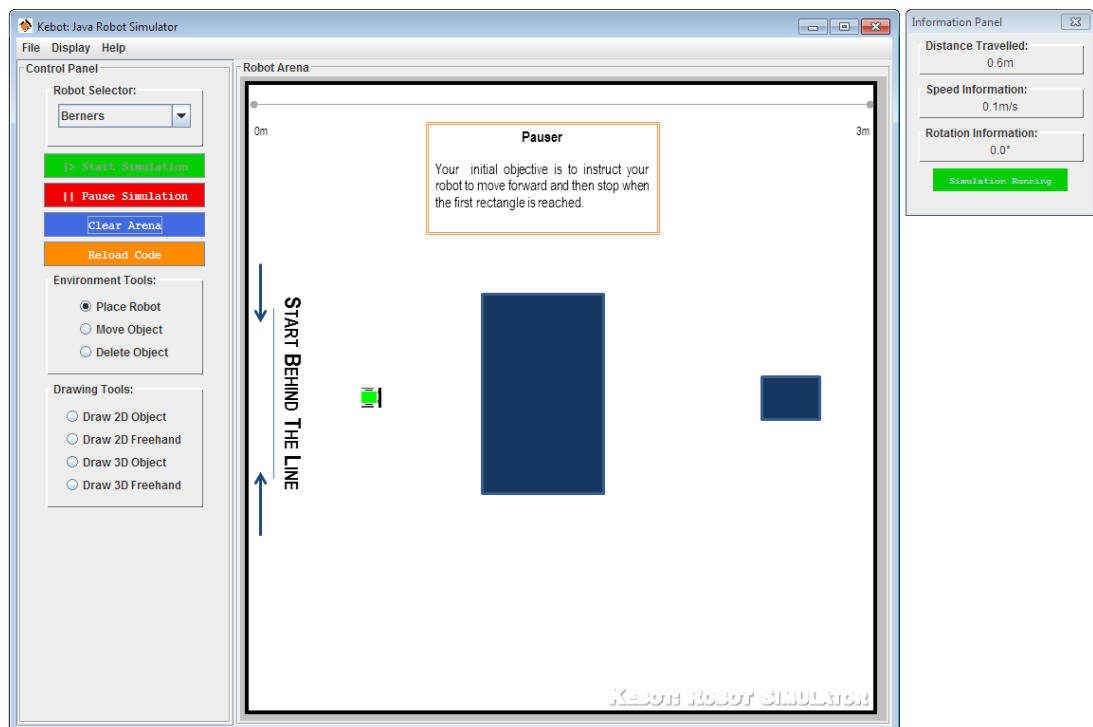 Kebot: Java Robot Simulator
File Display Help
Control Panel
Robot Selector:
Berners
|> Start Simulation
|| Pause Simulation
Clear Arena
Reload Code
Environment Tools:
Place Robot
Move Object
Delete Object
Drawing Tools:
Draw 2D Object
Draw 2D Freehand
Draw 3D Object
Draw 3D Freehand
Robot Arena
0m
3m
Pauser
Your initial objective is to instruct your
robot to move forward and then stop when
the first rectangle is reached.
START BEHIND THE LINE
KEBOT: ROBOT SIMULATOR
Information Panel
Distance Travelled:
0.6m
Speed Information:
0.1m/s
Rotation Information:
0.0°
Simulation Running